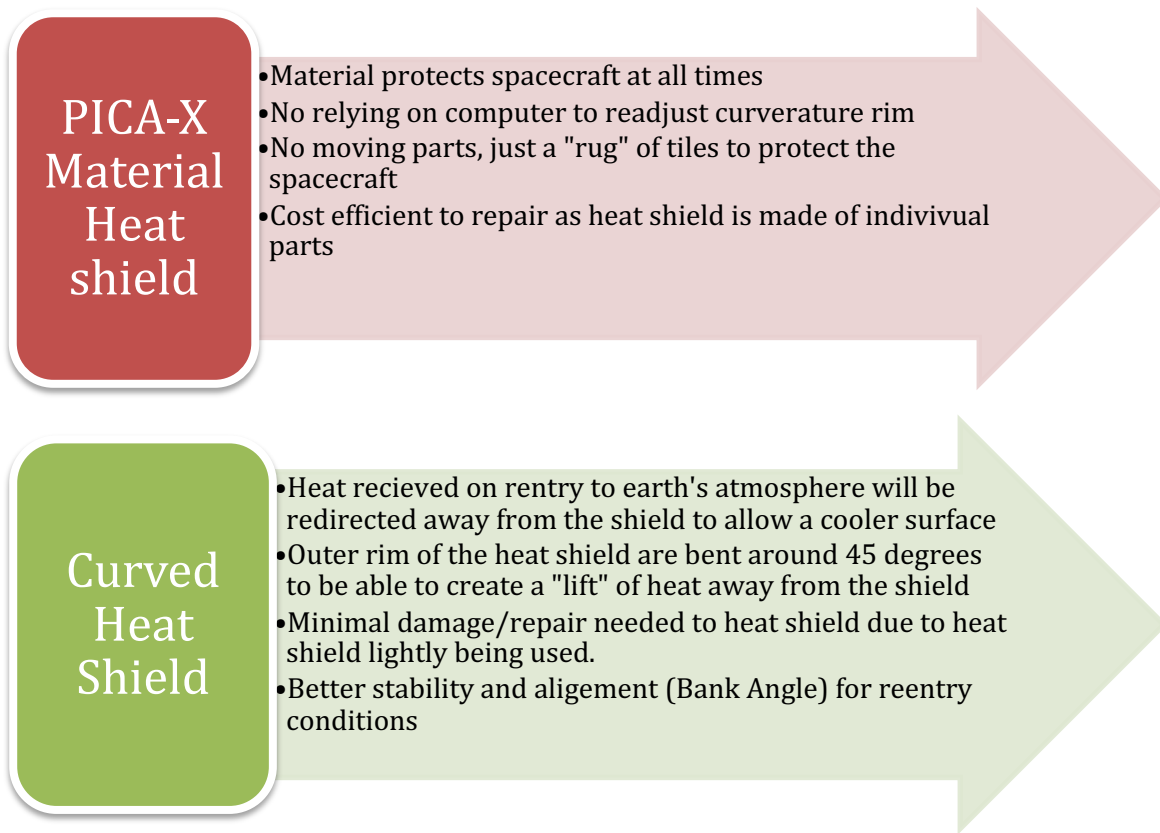 PICA-X
Material
Heat
shield
•Material protects spacecraft at all times
•No relying on computer to readjust curverature rim
•No moving parts, just a "rug" of tiles to protect the
spacecraft
•Cost efficient to repair as heat shield is made of indivivual
parts
Curved
Heat
Shield
•Heat recieved on rentry to earth's atmosphere will be
redirected away from the shield to allow a cooler surface
•Outer rim of the heat shield are bent around 45 degrees
to be able to create a "lift" of heat away from the shield
•Minimal damage/repair needed to heat shield due to heat
shield lightly being used.
•Better stability and aligement (Bank Angle) for reentry
conditions